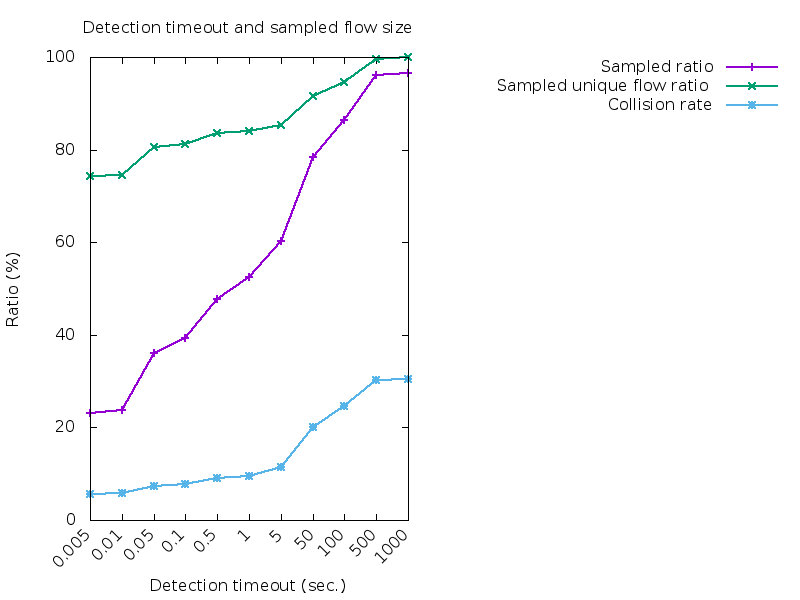 Detection timeout and sampled flow size
Sampled ratio
Sampled unique flow ratio
Collision rate
Ratio (%)
100
80
60
40
20
0
0.005 0.01 0.05 0.1 0.5 1 5 50 100 500 1000
Detection timeout (sec.)